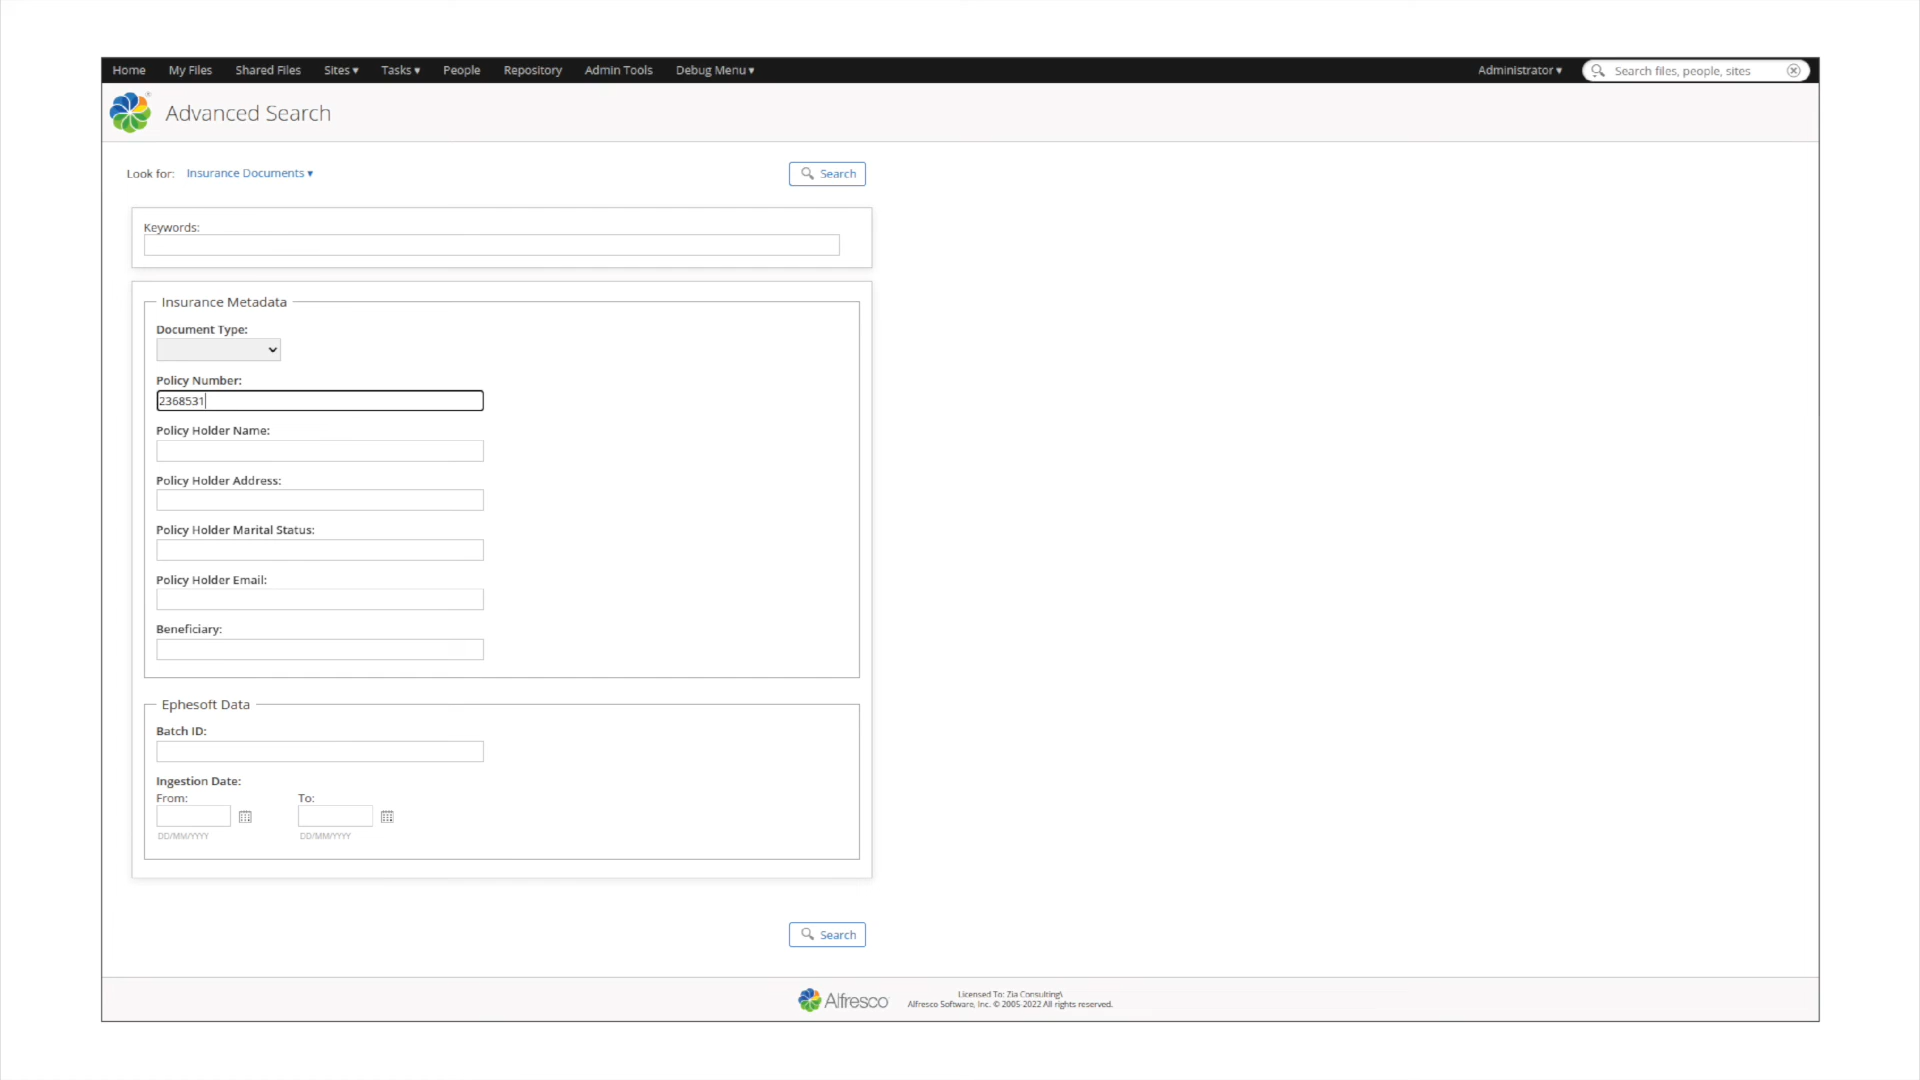 Home My Files Shared Files Sites▾ Tasks▾ People Repository Admin Tools Debug Menu▾ Administrator▾ Search files, people, sites
Advanced Search
Look for: Insurance Documents▾ Search
Keywords:
Insurance Metadata
Document Type:
Policy Number:
2368531
Policy Holder Name:
Policy Holder Address:
Policy Holder Marital Status:
Policy Holder Email:
Beneficiary:
Ephesoft Data
Batch ID:
Ingestion Date:
From: To:
DD/MM/YYYY DD/MM/YYYY
Search
Alfresco
Licensed To: Zia Consulting\
Alfresco Software, Inc. © 2005-2022 All rights reserved.